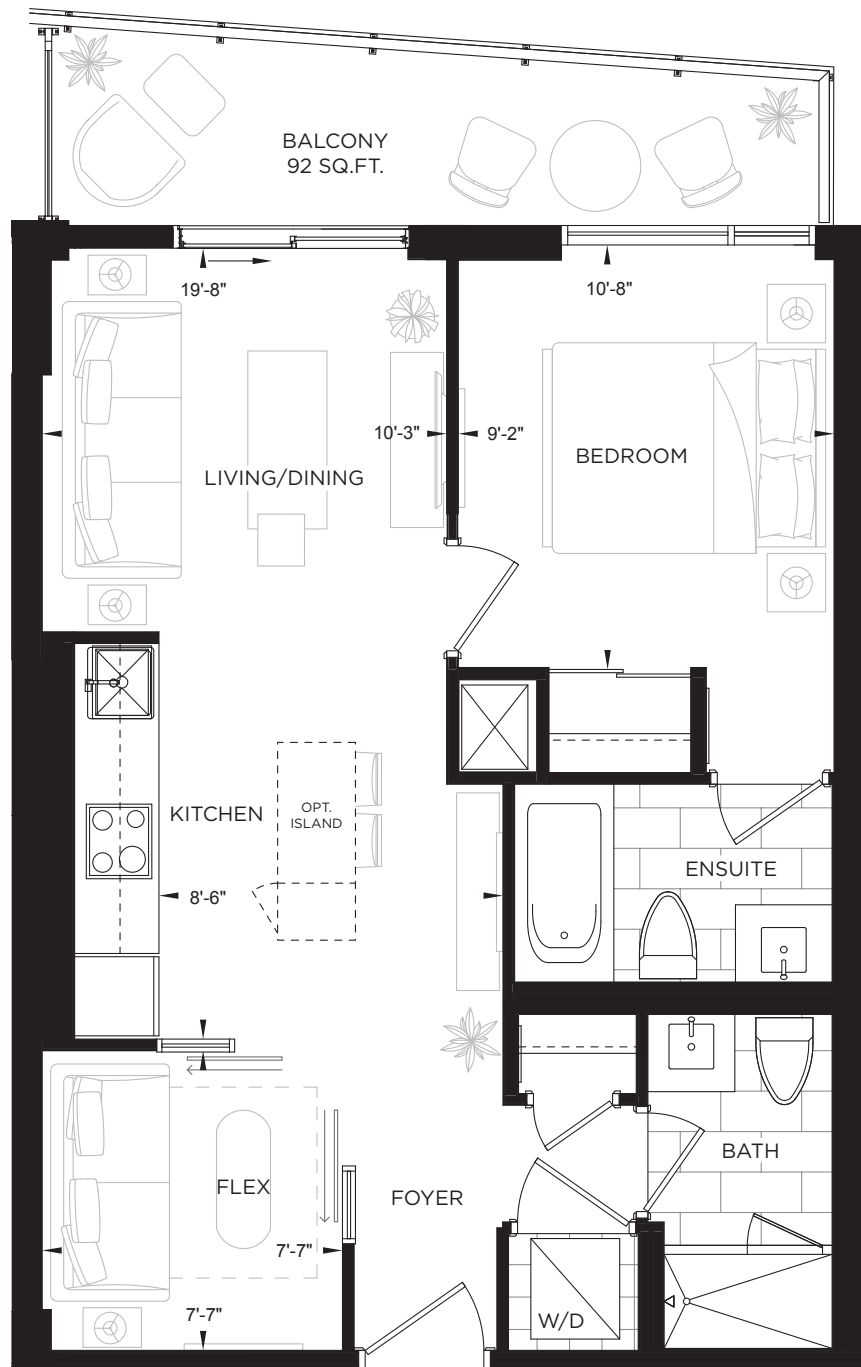 BALCONY
92 SQ.FT.
19'-8"
10'-8"
10'-3"
9'-2"
LIVING/DINING
BEDROOM
KITCHEN
OPT.
ISLAND
8'-6"
ENSUITE
FLEX
FOYER
BATH
7'-7"
7'-7"
W/D